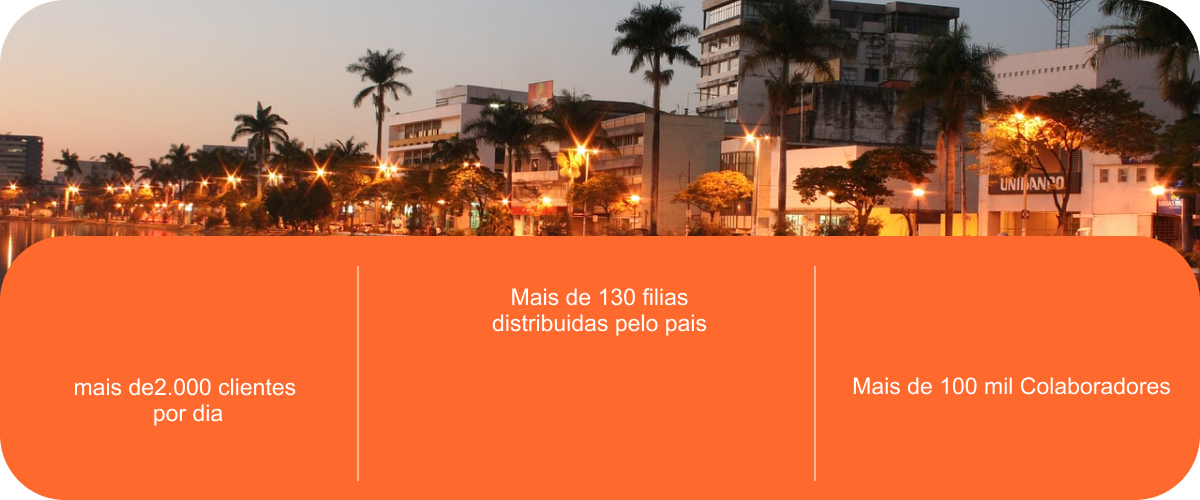 UNIBANCO
Mais de 130 filias
distribuidas pelo pais
mais de2.000 clientes
por dia
Mais de 100 mil Colaboradores